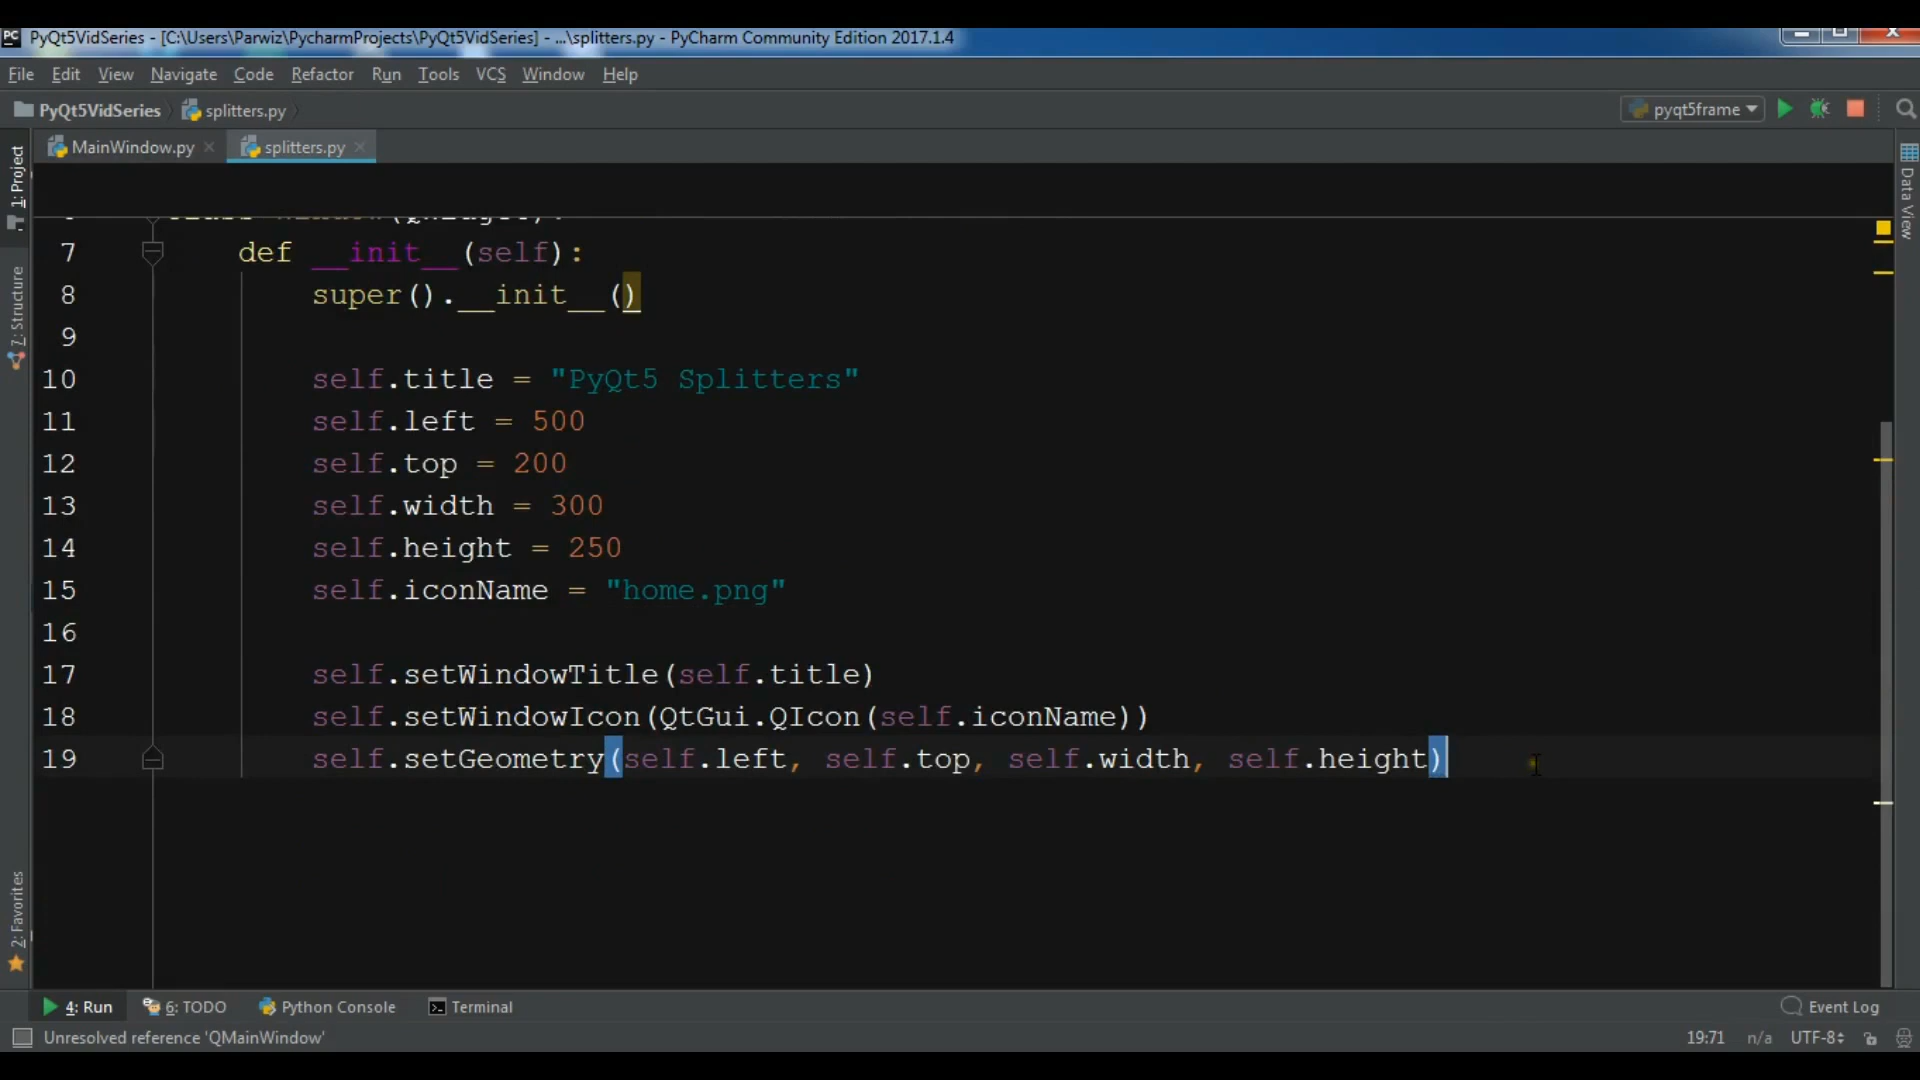 PyQt5VidSeries - [C:\Users\Parwiz\PycharmProjects\PyQt5VidSeries] - ...\splitters.py - PyCharm Community Edition 2017.1.4
File Edit View Navigate Code Refactor Run Tools VCS Window Help
PyQt5VidSeries splitters.py pyqt5frame
MainWindow.py splitters.py
1: Project
7: Structure
2: Favorites
Data View
7 def __init__(self):
8 super().__init__()
9
10 self.title = "PyQt5 Splitters"
11 self.left = 500
12 self.top = 200
13 self.width = 300
14 self.height = 250
15 self.iconName = "home.png"
16
17 self.setWindowTitle(self.title)
18 self.setWindowIcon(QtGui.QIcon(self.iconName))
19 self.setGeometry(self.left, self.top, self.width, self.height)
4: Run 6: TODO Python Console Terminal Event Log
Unresolved reference 'QMainWindow' 19:71 n/a UTF-8